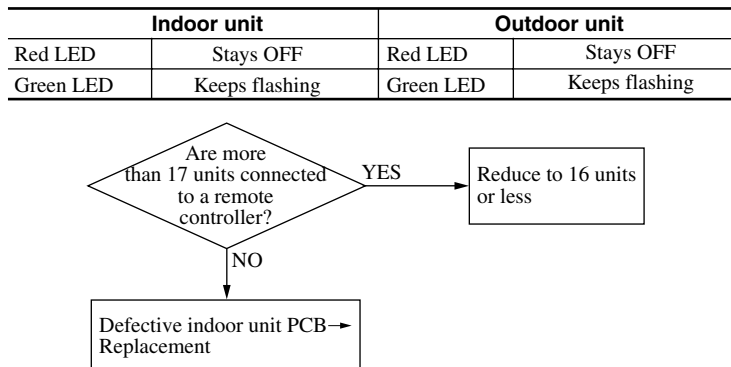 Indoor unit Outdoor unit
Red LED Stays OFF Red LED Stays OFF
Green LED Keeps flashing Green LED Keeps flashing
Are more
than 17 units connected
to a remote
controller?
YES
Reduce to 16 units
or less
NO
Defective indoor unit PCB→
Replacement